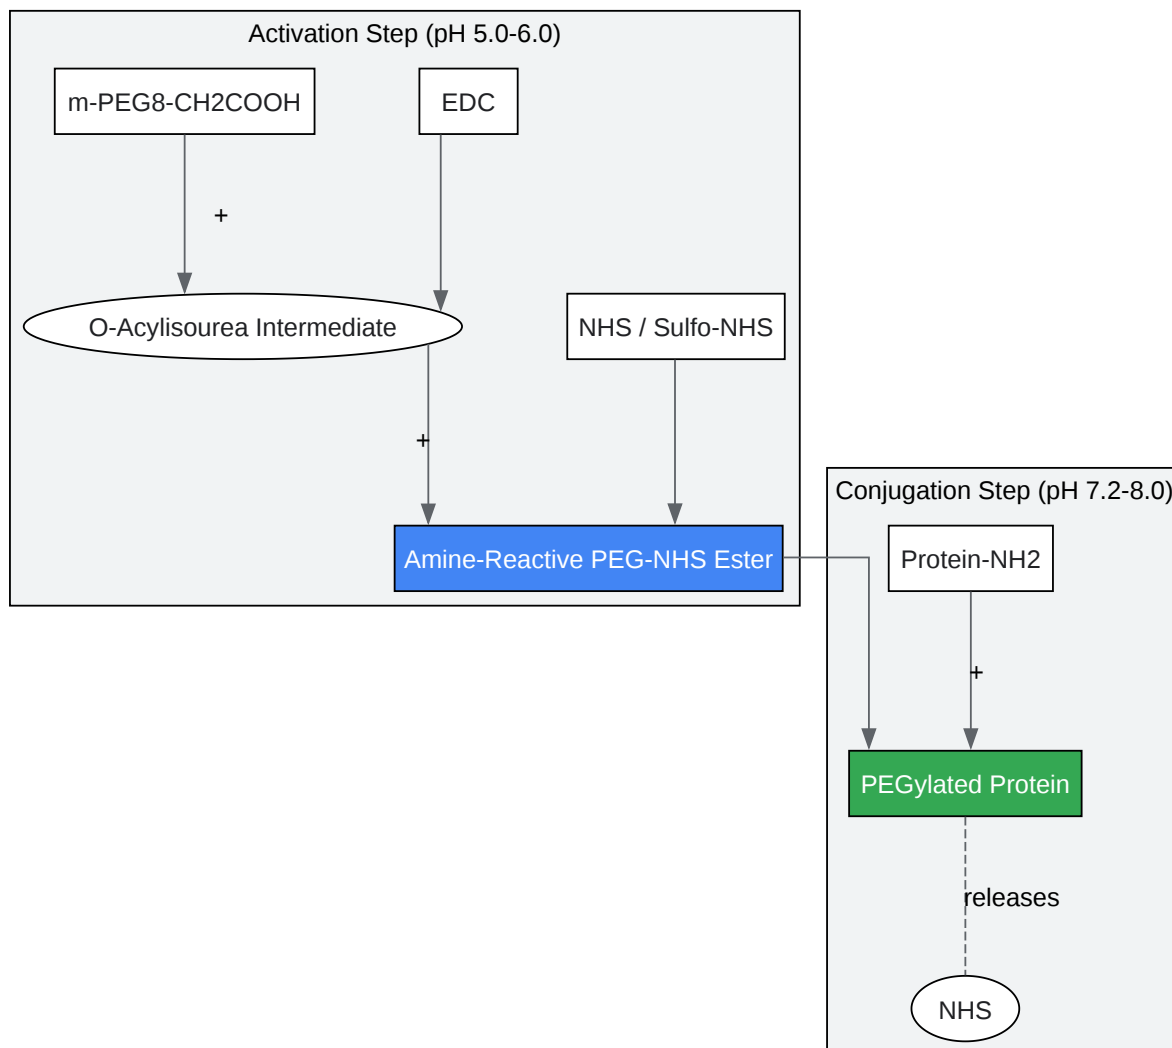 Activation Step (pH 5.0-6.0)
m-PEG8-CH2COOH
EDC
+
O-Acylisourea Intermediate
NHS / Sulfo-NHS
+
Amine-Reactive PEG-NHS Ester
Conjugation Step (pH 7.2-8.0)
Protein-NH2
+
PEGylated Protein
releases
NHS